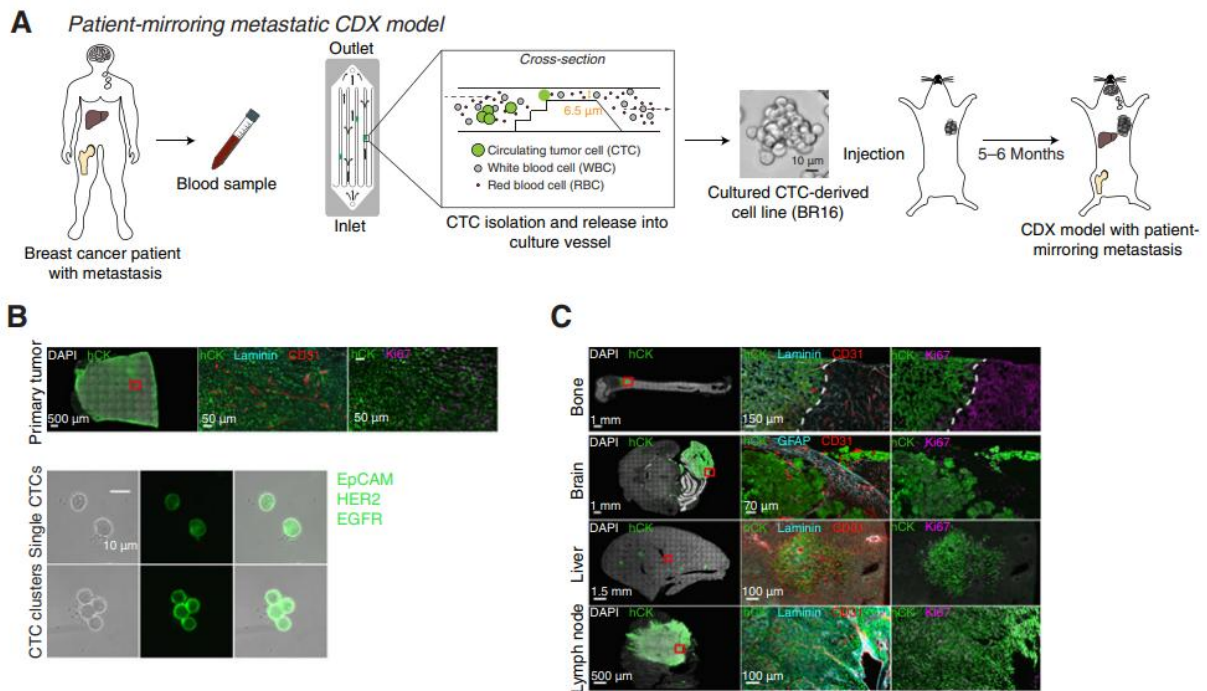 A
Patient-mirroring metastatic CDX model
Breast cancer patient
with metastasis
Blood sample
Outlet
Inlet
Cross-section
6.5 μm
Circulating tumor cell (CTC)
White blood cell (WBC)
Red blood cell (RBC)
CTC isolation and release into
culture vessel
10 μm
Cultured CTC-derived
cell line (BR16)
Injection
5–6 Months
CDX model with patient-
mirroring metastasis
B
Primary tumor
DAPI hCK
500 μm
hCK Laminin CD31
50 μm
hCK Ki67
50 μm
Single CTCs
10 μm
EpCAM
HER2
EGFR
CTC clusters
C
Bone
DAPI hCK
1 mm
hCK Laminin CD31
150 μm
hCK Ki67
Brain
DAPI hCK
1 mm
hCK GFAP CD31
70 μm
hCK Ki67
Liver
DAPI hCK
1.5 mm
hCK Laminin CD31
100 μm
hCK Ki67
Lymph node
DAPI hCK
500 μm
hCK Laminin CD31
100 μm
hCK Ki67